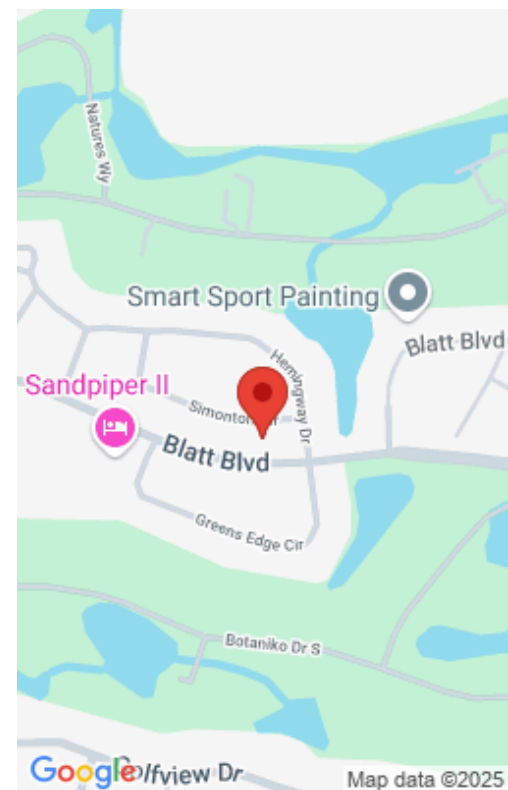 Natures Wy
Smart Sport Painting
Blatt Blvd
Hemingway Dr
Sandpiper II
Blatt Blvd
Greens Edge Cir
Botaniko Dr S
Google
Map data ©2025